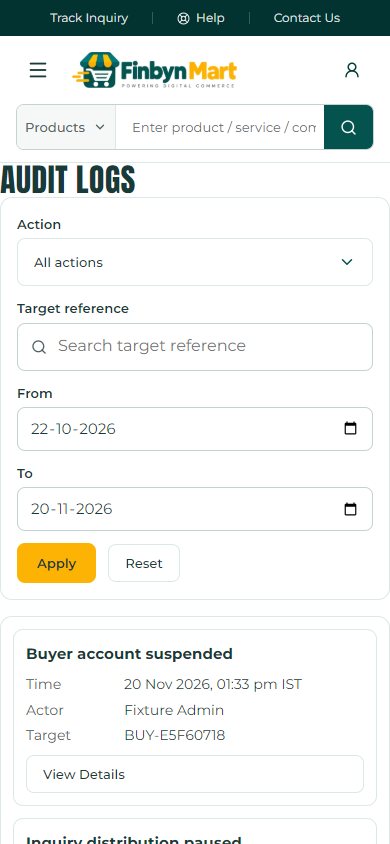 Track Inquiry
Help
Contact Us
FinbynMart
POWERING DIGITAL COMMERCE
Products
Enter product / service / com
AUDIT LOGS
Action
All actions
Target reference
Search target reference
From
22-10-2026
To
20-11-2026
Apply
Reset
Buyer account suspended
Time 20 Nov 2026, 01:33 pm IST
Actor Fixture Admin
Target BUY-E5F60718
View Details
Inquiry distribution paused